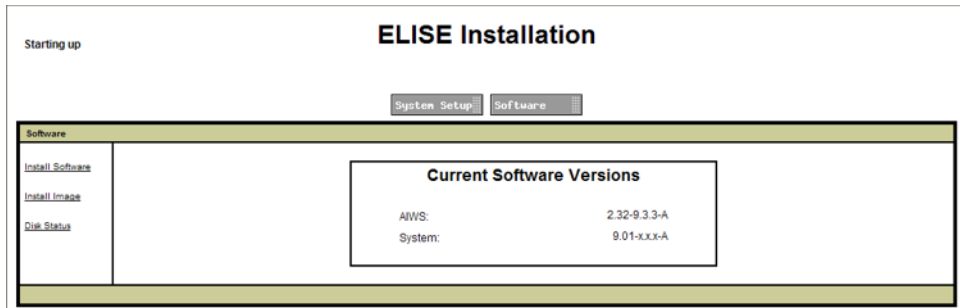 Starting up
ELISE Installation
System Setup
Software
Software
Install Software
Install Image
Disk Status
Current Software Versions
AIWS: 2.32-9.3.3-A
System: 9.01-x.x.x-A